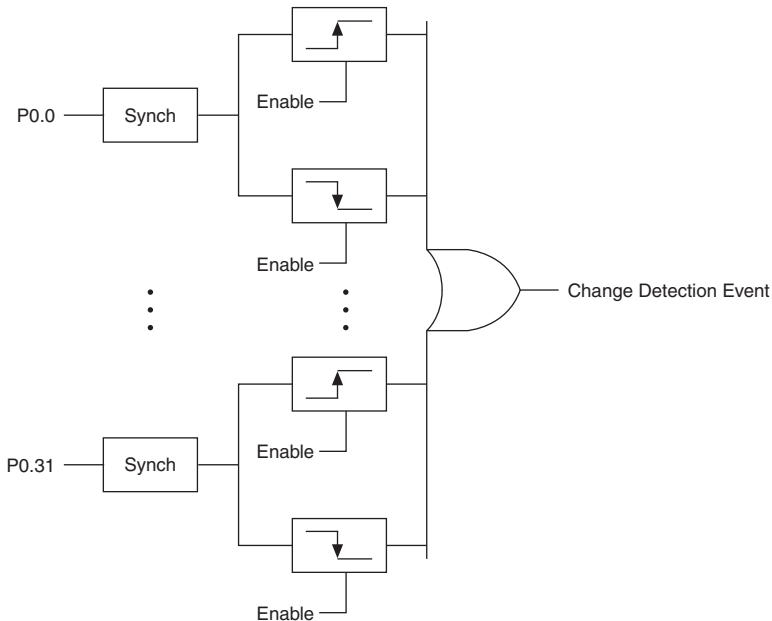 Enable
P0.0
Synch
Enable
Change Detection Event
Enable
P0.31
Synch
Enable